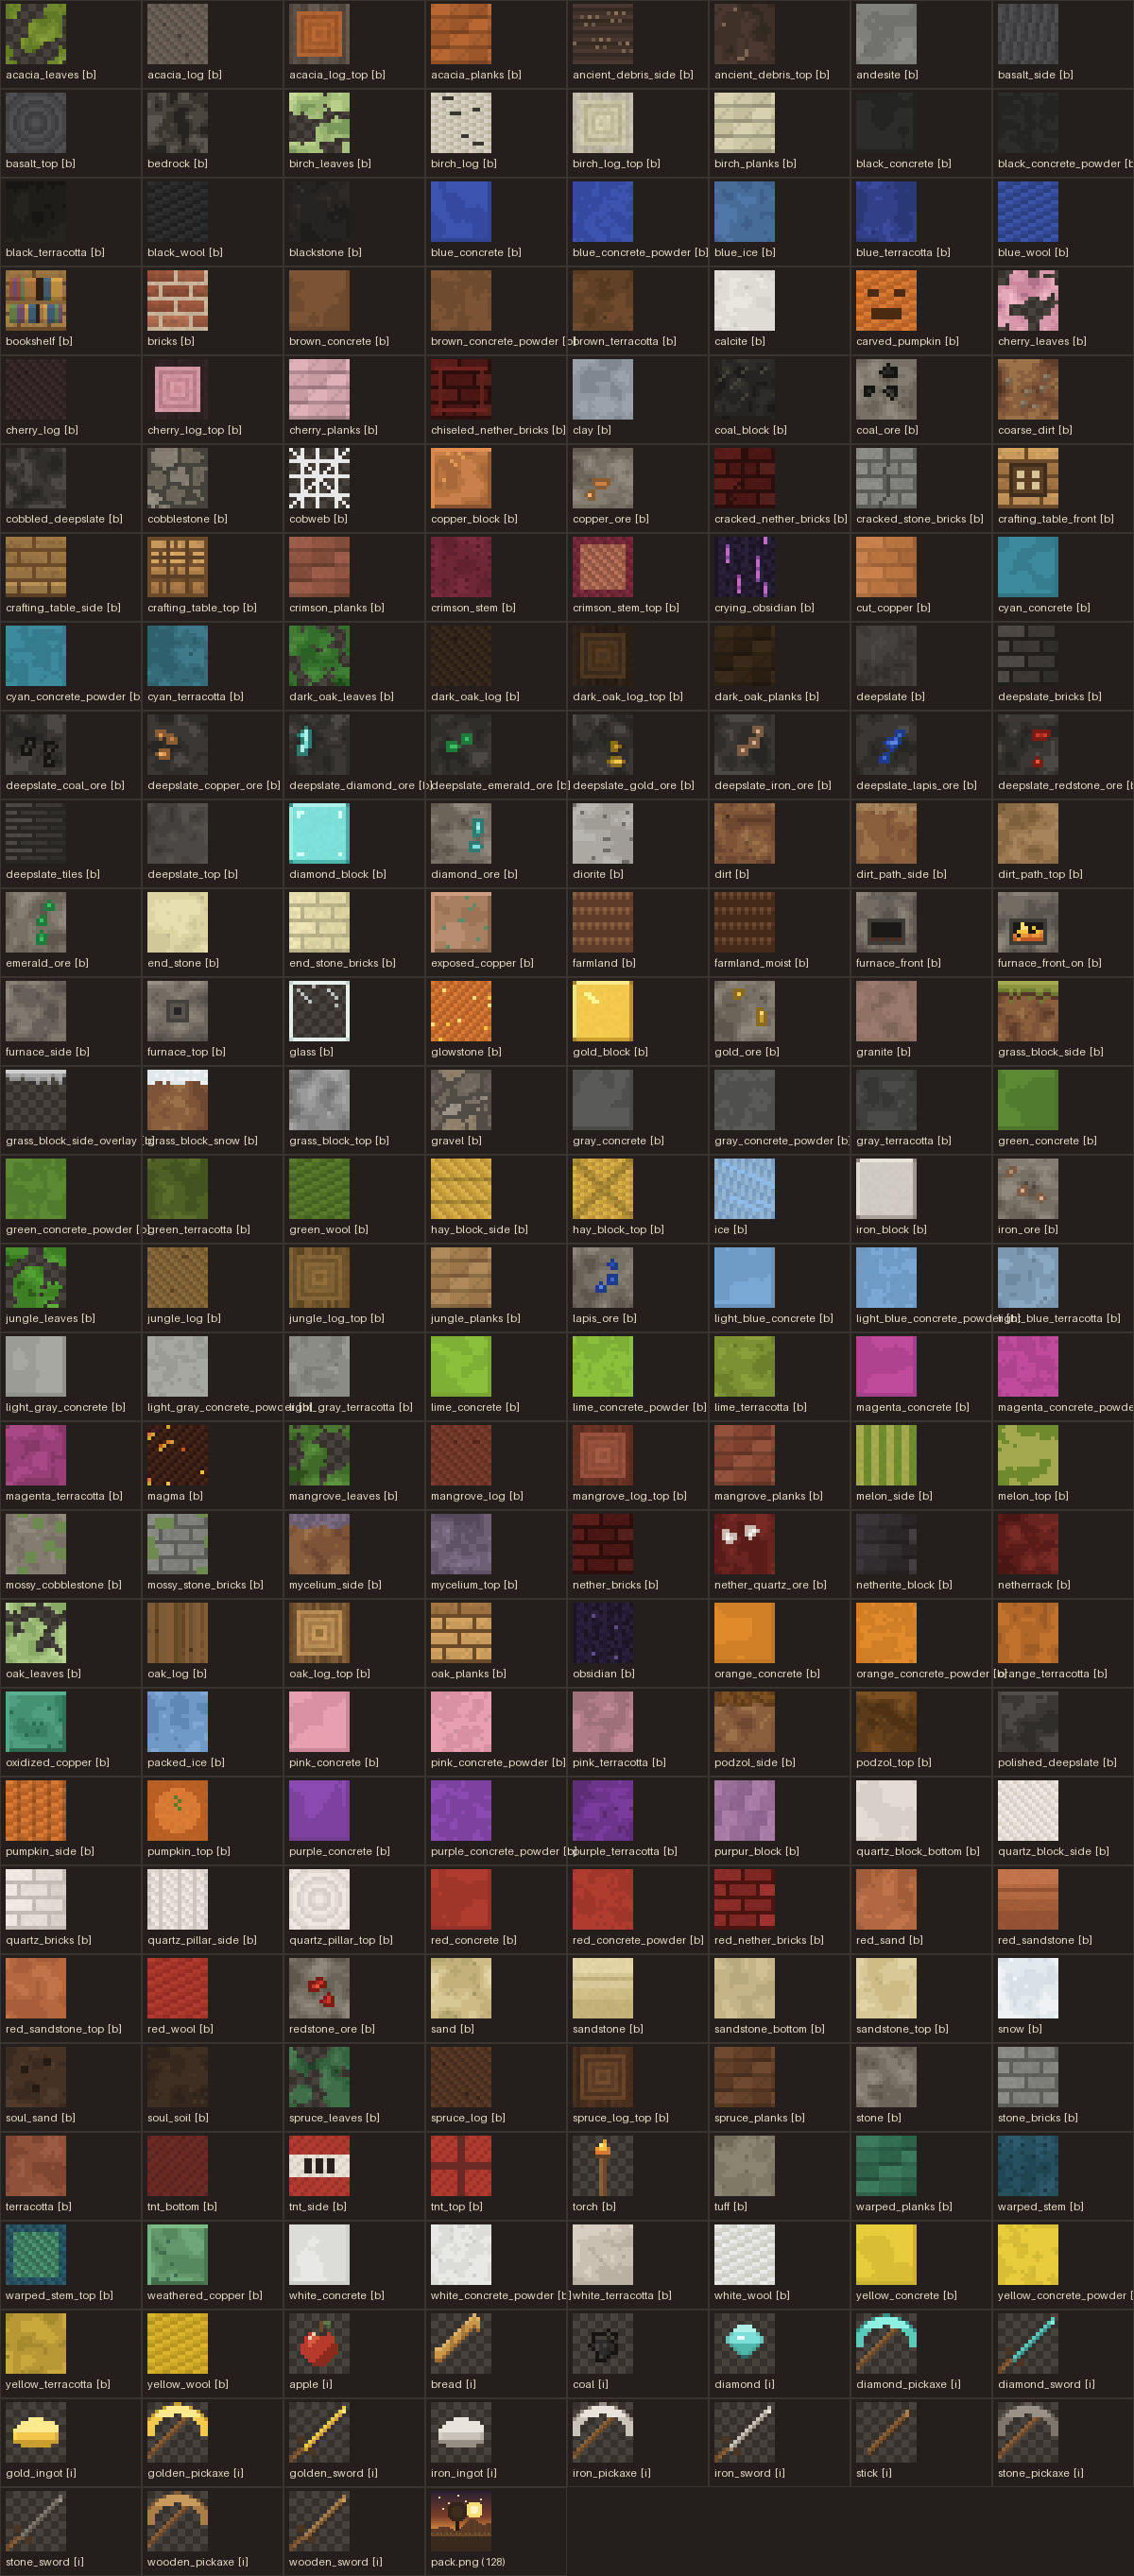 acacia_leaves [b] acacia_log [b] acacia_log_top [b] acacia_planks [b] ancient_debris_side [b] ancient_debris_top [b] andesite [b] basalt_side [b]
basalt_top [b] bedrock [b] birch_leaves [b] birch_log [b] birch_log_top [b] birch_planks [b] black_concrete [b] black_concrete_powder [b
black_terracotta [b] black_wool [b] blackstone [b] blue_concrete [b] blue_concrete_powder [b] blue_ice [b] blue_terracotta [b] blue_wool [b]
bookshelf [b] bricks [b] brown_concrete [b] brown_concrete_powder [b] brown_terracotta [b] calcite [b] carved_pumpkin [b] cherry_leaves [b]
cherry_log [b] cherry_log_top [b] cherry_planks [b] chiseled_nether_bricks [b] clay [b] coal_block [b] coal_ore [b] coarse_dirt [b]
cobbled_deepslate [b] cobblestone [b] cobweb [b] copper_block [b] copper_ore [b] cracked_nether_bricks [b] cracked_stone_bricks [b] crafting_table_front [b]
crafting_table_side [b] crafting_table_top [b] crimson_planks [b] crimson_stem [b] crimson_stem_top [b] crying_obsidian [b] cut_copper [b] cyan_concrete [b]
cyan_concrete_powder [b cyan_terracotta [b] dark_oak_leaves [b] dark_oak_log [b] dark_oak_log_top [b] dark_oak_planks [b] deepslate [b] deepslate_bricks [b]
deepslate_coal_ore [b] deepslate_copper_ore [b] deepslate_diamond_ore [b] deepslate_emerald_ore [b] deepslate_gold_ore [b] deepslate_iron_ore [b] deepslate_lapis_ore [b] deepslate_redstone_ore [b
deepslate_tiles [b] deepslate_top [b] diamond_block [b] diamond_ore [b] diorite [b] dirt [b] dirt_path_side [b] dirt_path_top [b]
emerald_ore [b] end_stone [b] end_stone_bricks [b] exposed_copper [b] farmland [b] farmland_moist [b] furnace_front [b] furnace_front_on [b]
furnace_side [b] furnace_top [b] glass [b] glowstone [b] gold_block [b] gold_ore [b] granite [b] grass_block_side [b]
grass_block_side_overlay [b] grass_block_snow [b] grass_block_top [b] gravel [b] gray_concrete [b] gray_concrete_powder [b] gray_terracotta [b] green_concrete [b]
green_concrete_powder [b] green_terracotta [b] green_wool [b] hay_block_side [b] hay_block_top [b] ice [b] iron_block [b] iron_ore [b]
jungle_leaves [b] jungle_log [b] jungle_log_top [b] jungle_planks [b] lapis_ore [b] light_blue_concrete [b] light_blue_concrete_powder [b] light_blue_terracotta [b]
light_gray_concrete [b] light_gray_concrete_powder [b] light_gray_terracotta [b] lime_concrete [b] lime_concrete_powder [b] lime_terracotta [b] magenta_concrete [b] magenta_concrete_powde
magenta_terracotta [b] magma [b] mangrove_leaves [b] mangrove_log [b] mangrove_log_top [b] mangrove_planks [b] melon_side [b] melon_top [b]
mossy_cobblestone [b] mossy_stone_bricks [b] mycelium_side [b] mycelium_top [b] nether_bricks [b] nether_quartz_ore [b] netherite_block [b] netherrack [b]
oak_leaves [b] oak_log [b] oak_log_top [b] oak_planks [b] obsidian [b] orange_concrete [b] orange_concrete_powder [b] orange_terracotta [b]
oxidized_copper [b] packed_ice [b] pink_concrete [b] pink_concrete_powder [b] pink_terracotta [b] podzol_side [b] podzol_top [b] polished_deepslate [b]
pumpkin_side [b] pumpkin_top [b] purple_concrete [b] purple_concrete_powder [b] purple_terracotta [b] purpur_block [b] quartz_block_bottom [b] quartz_block_side [b]
quartz_bricks [b] quartz_pillar_side [b] quartz_pillar_top [b] red_concrete [b] red_concrete_powder [b] red_nether_bricks [b] red_sand [b] red_sandstone [b]
red_sandstone_top [b] red_wool [b] redstone_ore [b] sand [b] sandstone [b] sandstone_bottom [b] sandstone_top [b] snow [b]
soul_sand [b] soul_soil [b] spruce_leaves [b] spruce_log [b] spruce_log_top [b] spruce_planks [b] stone [b] stone_bricks [b]
terracotta [b] tnt_bottom [b] tnt_side [b] tnt_top [b] torch [b] tuff [b] warped_planks [b] warped_stem [b]
warped_stem_top [b] weathered_copper [b] white_concrete [b] white_concrete_powder [b] white_terracotta [b] white_wool [b] yellow_concrete [b] yellow_concrete_powder [
yellow_terracotta [b] yellow_wool [b] apple [i] bread [i] coal [i] diamond [i] diamond_pickaxe [i] diamond_sword [i]
gold_ingot [i] golden_pickaxe [i] golden_sword [i] iron_ingot [i] iron_pickaxe [i] iron_sword [i] stick [i] stone_pickaxe [i]
stone_sword [i] wooden_pickaxe [i] wooden_sword [i] pack.png (128)